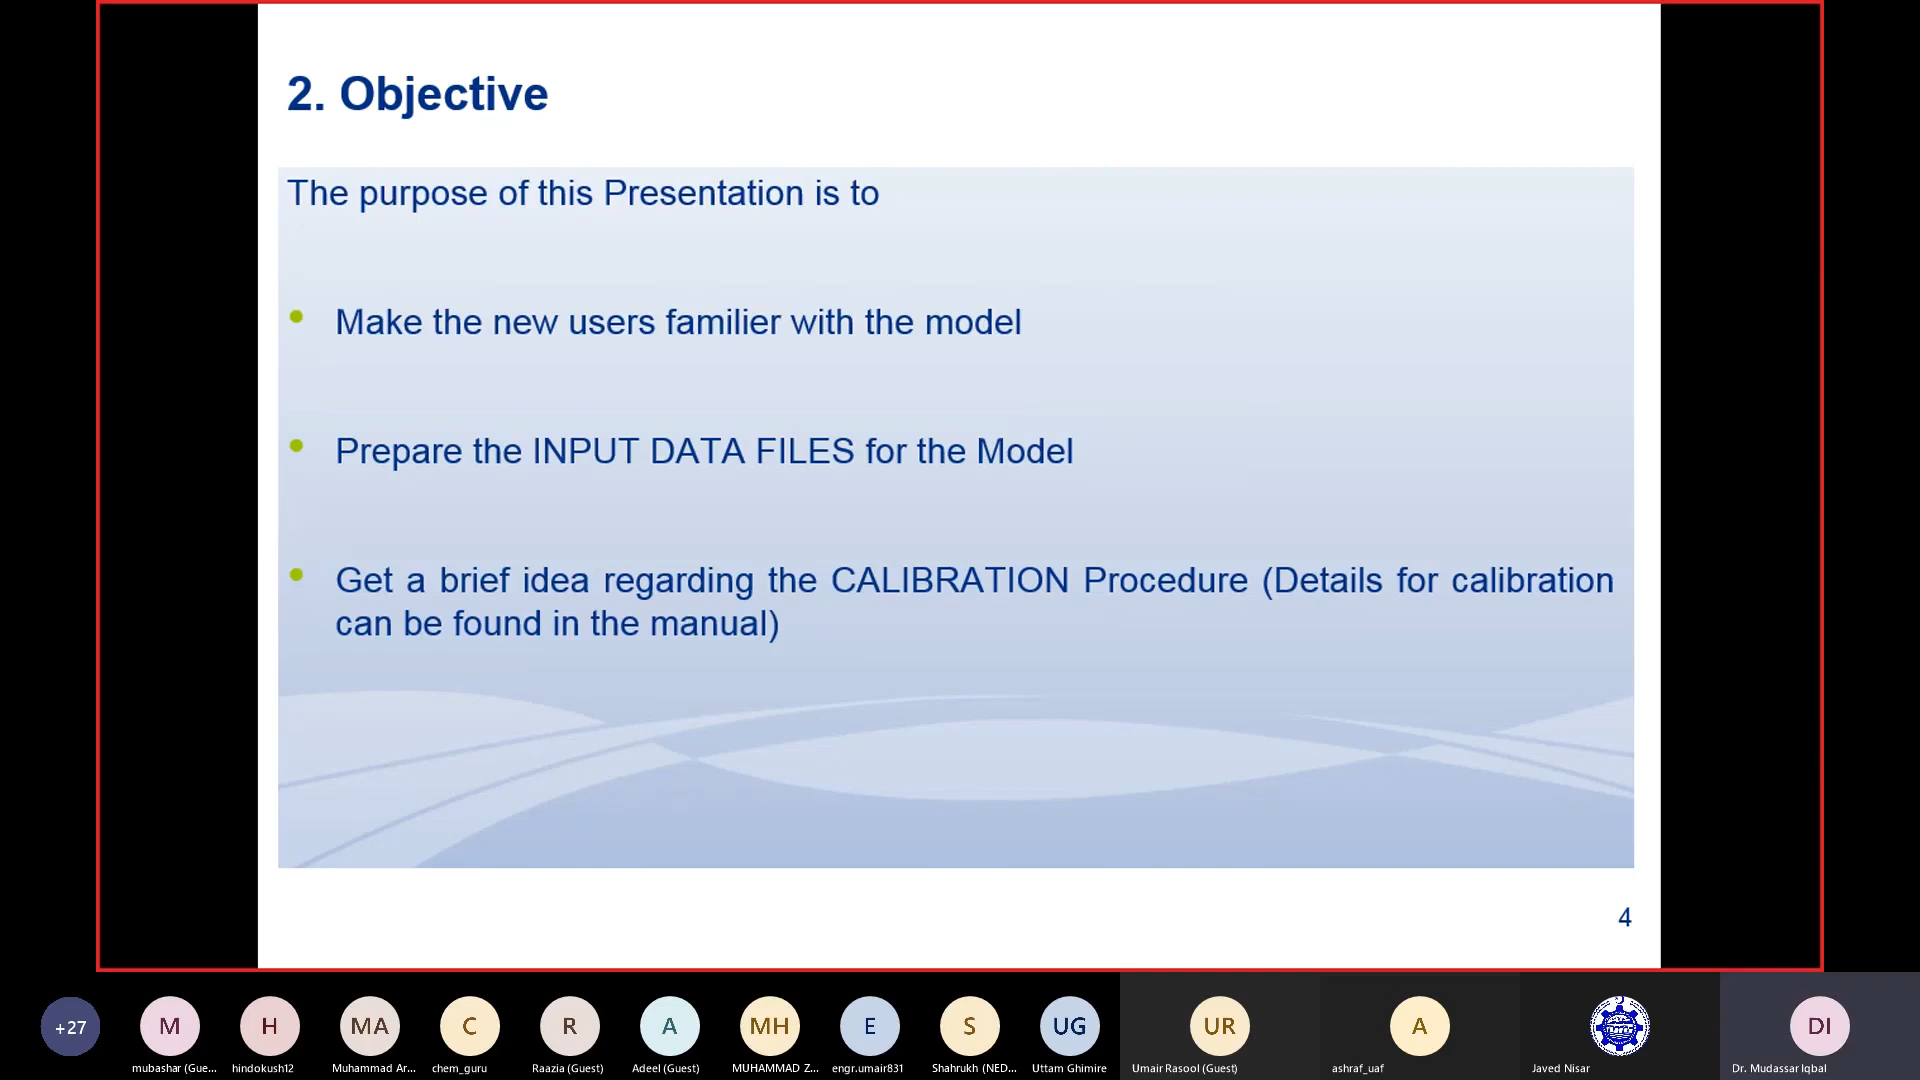 2. Objective
The purpose of this Presentation is to
• Make the new users familier with the model
• Prepare the INPUT DATA FILES for the Model
• Get a brief idea regarding the CALIBRATION Procedure (Details for calibration
can be found in the manual)
4
+27 M H MA C R A MH E S UG UR A DI
mubashar (Gue... hindokush12 Muhammad Ar... chem_guru Raazia (Guest) Adeel (Guest) MUHAMMAD Z... engr.umair831 Shahrukh (NED... Uttam Ghimire Umair Rasool (Guest) ashraf_uaf Javed Nisar Dr. Mudassar Iqbal